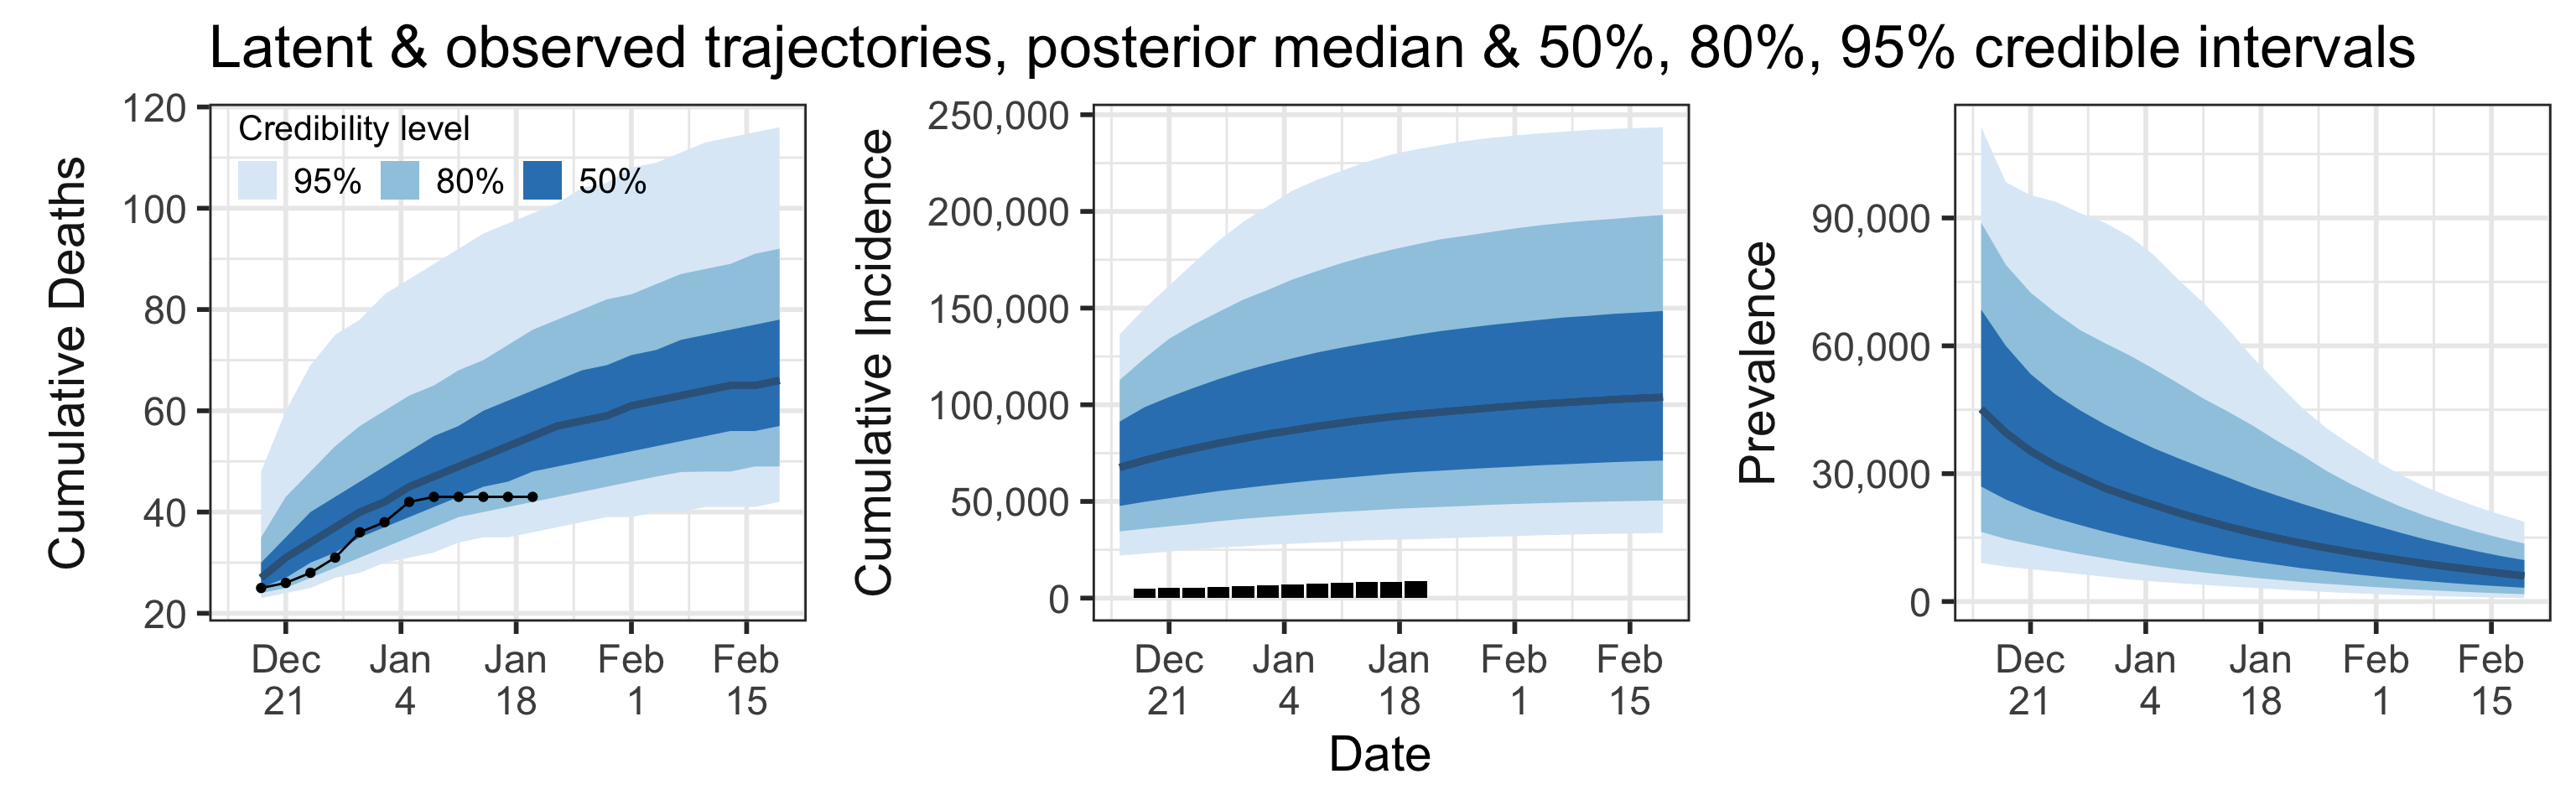 Latent & observed trajectories, posterior median & 50%, 80%, 95% credible intervals
Cumulative Deaths
120
100
80
60
40
20
Credibility level
95% 80% 50%
Dec 21 Jan 4 Jan 18 Feb 1 Feb 15
Cumulative Incidence
250,000
200,000
150,000
100,000
50,000
0
Dec 21 Jan 4 Jan 18 Feb 1 Feb 15
Prevalence
90,000
60,000
30,000
0
Dec 21 Jan 4 Jan 18 Feb 1 Feb 15
Date